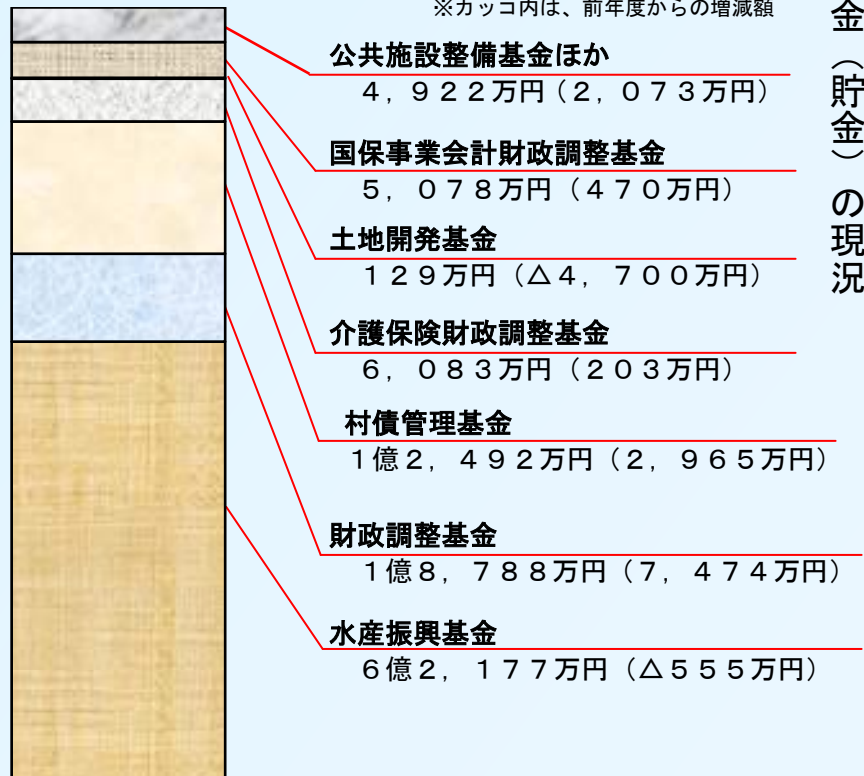 ※カッコ内は、前年度からの増減額
金（貯金）の現況
公共施設整備基金ほか
４，９２２万円（２，０７３万円）
国保事業会計財政調整基金
５，０７８万円（４７０万円）
土地開発基金
１２９万円（△４，７００万円）
介護保険財政調整基金
６，０８３万円（２０３万円）
村債管理基金
１億２，４９２万円（２，９６５万円）
財政調整基金
１億８，７８８万円（７，４７４万円）
水産振興基金
６億２，１７７万円（△５５５万円）